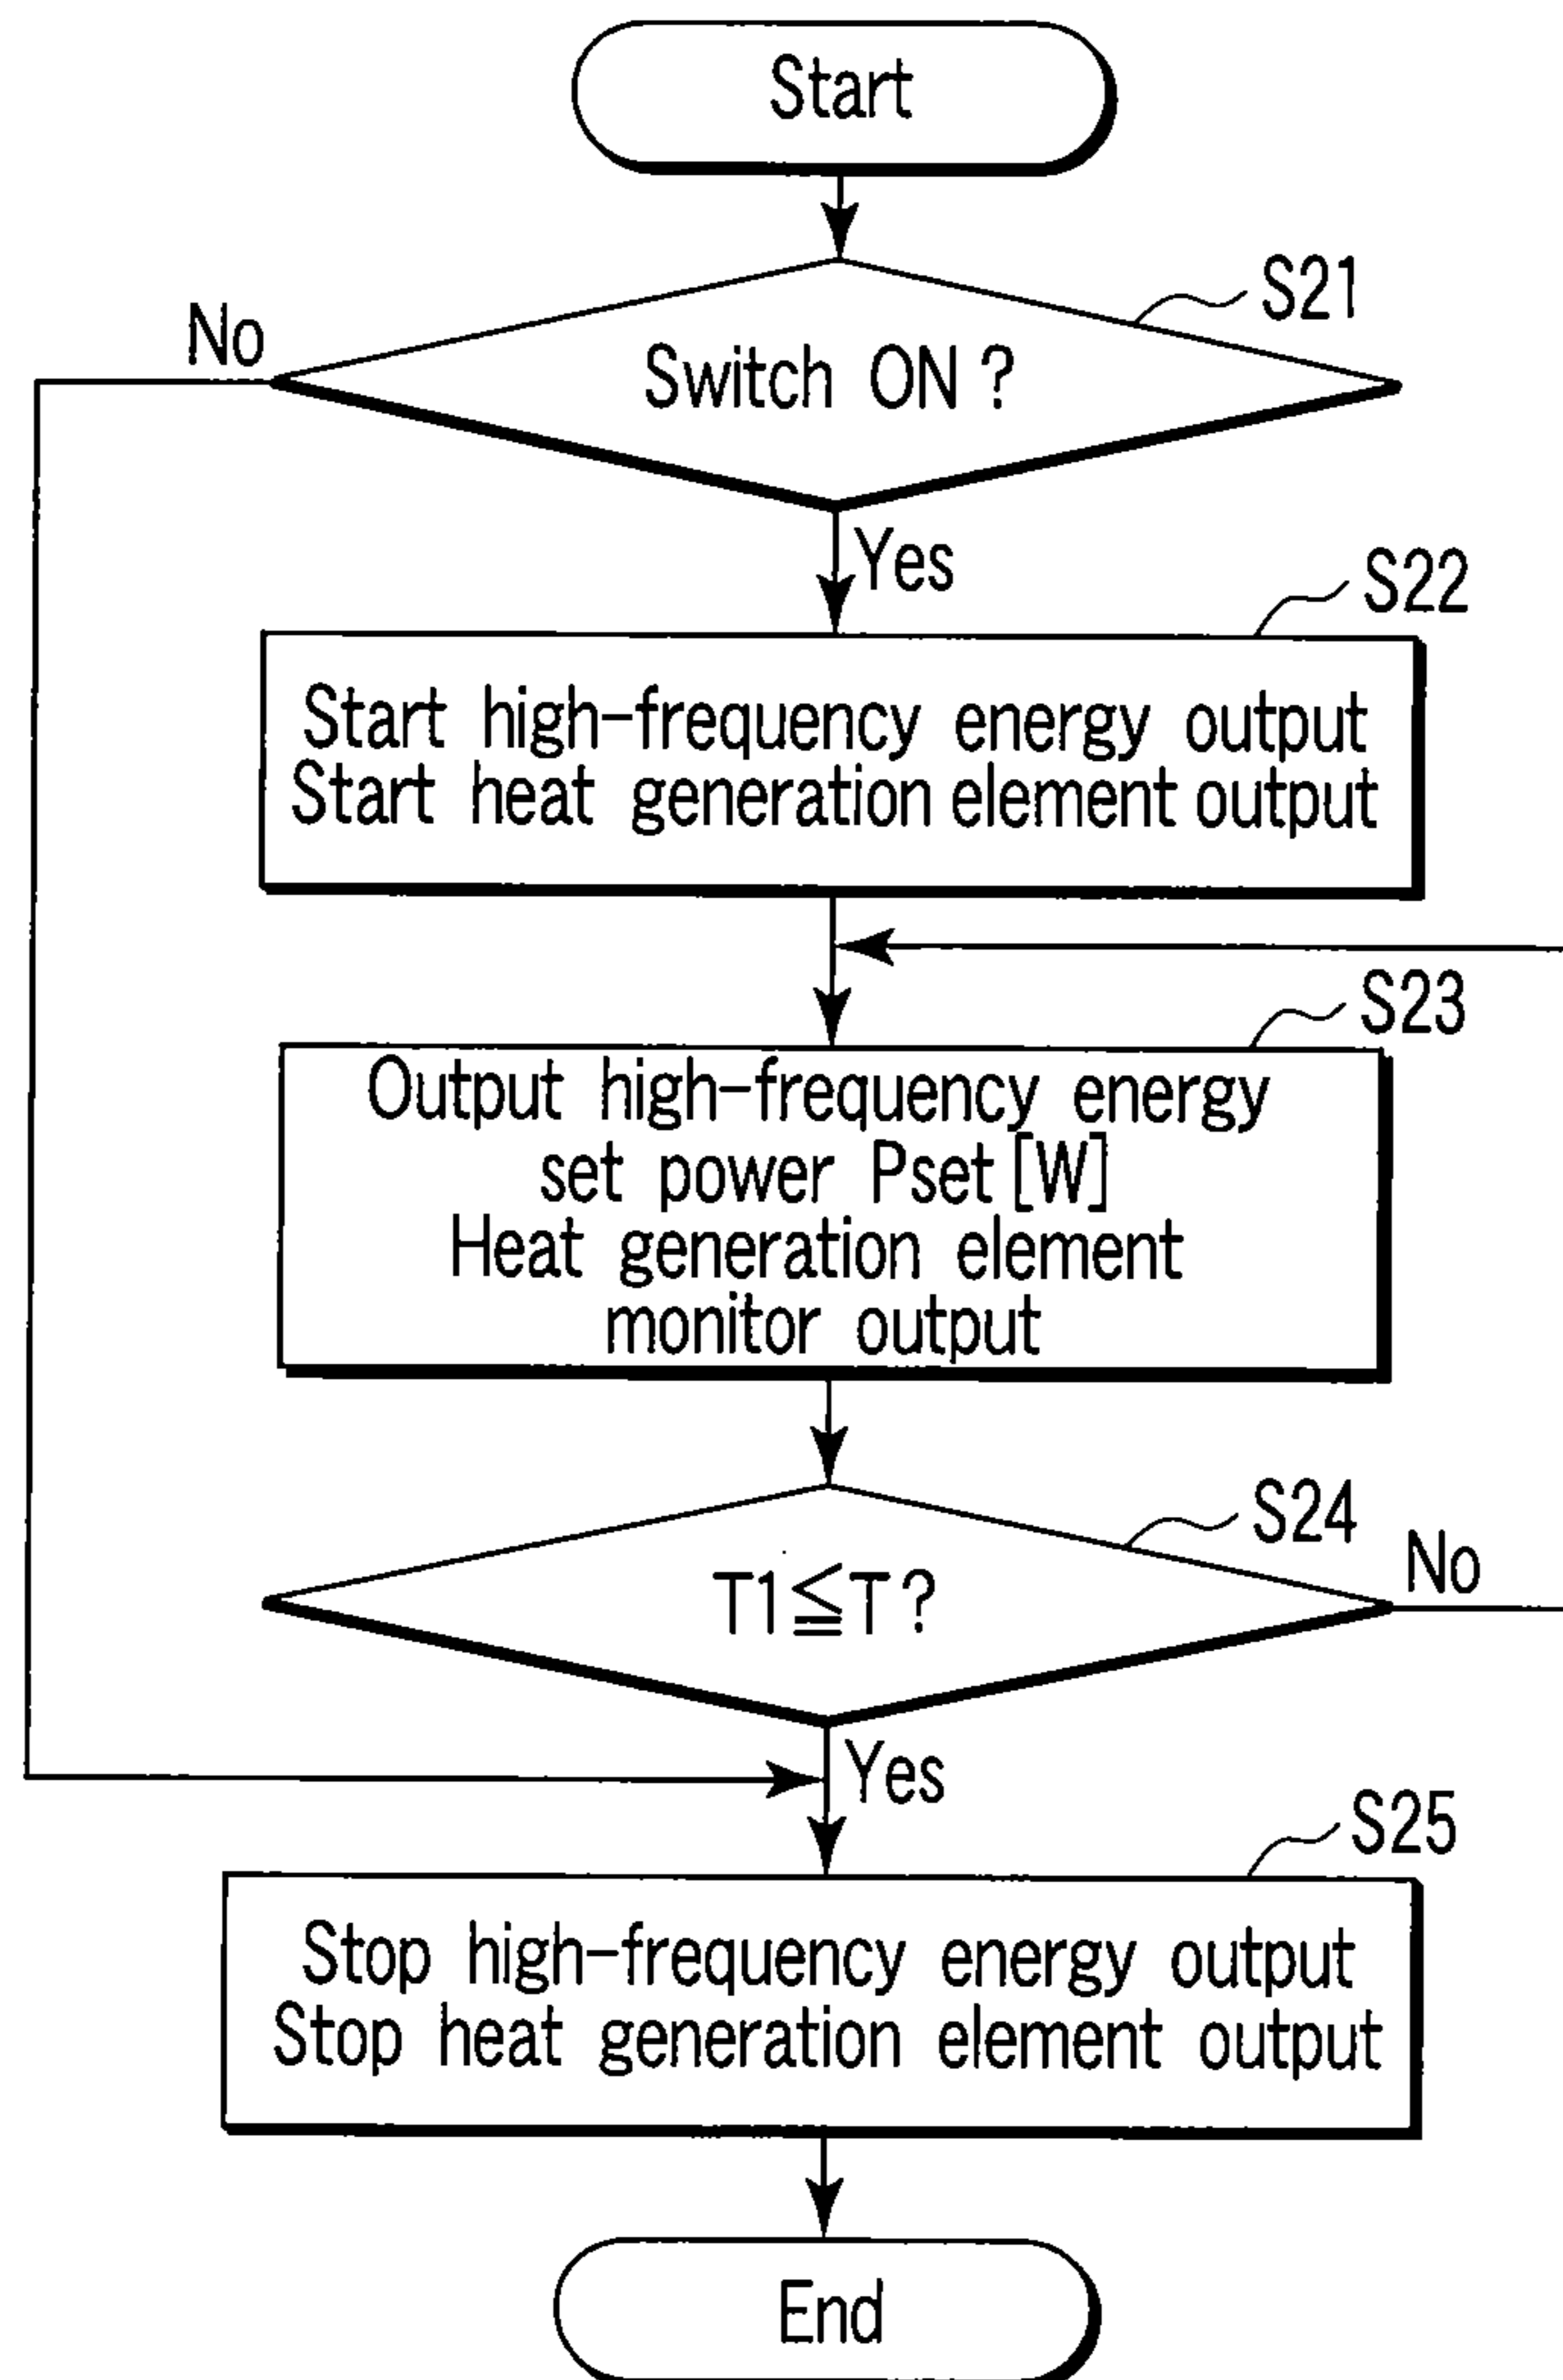 Start
S21
No
Switch ON ?
Yes
S22
Start high-frequency energy output
Start heat generation element output
S23
Output high-frequency energy
set power Pset [W]
Heat generation element
monitor output
S24
No
T1≦T?
Yes
S25
Stop high-frequency energy output
Stop heat generation element output
End